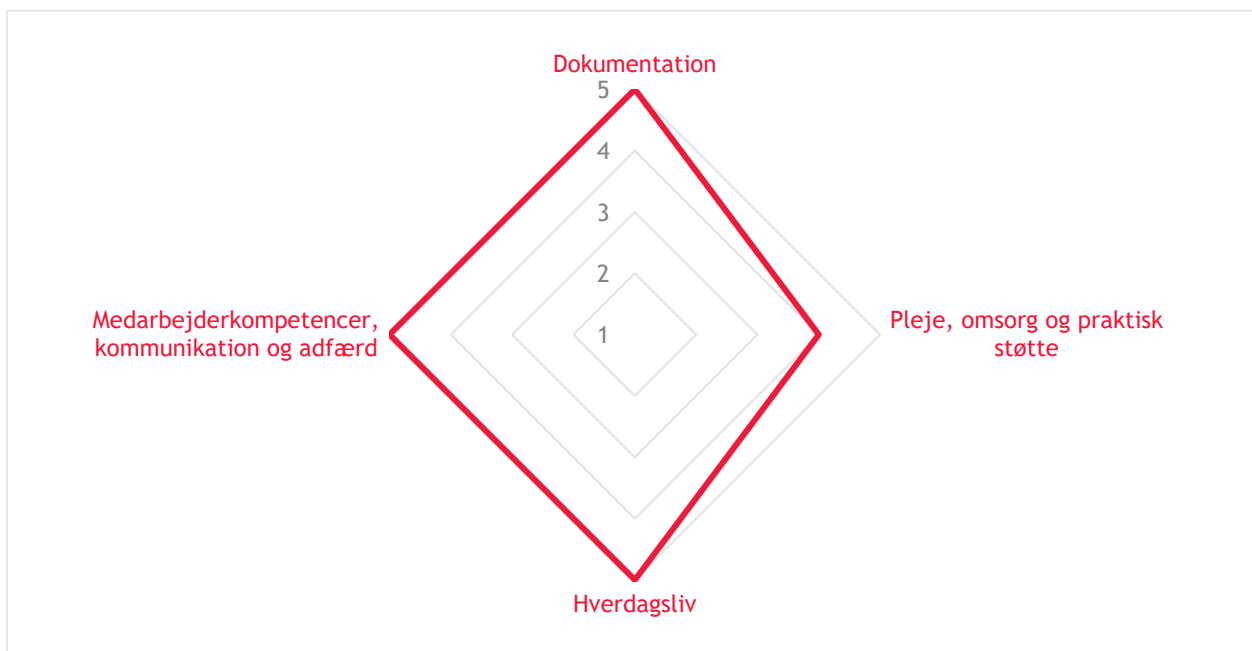 Dokumentation
5
4
3
2
1
Medarbejderkompetencer,
kommunikation og adfærd
Pleje, omsorg og praktisk
støtte
Hverdagsliv